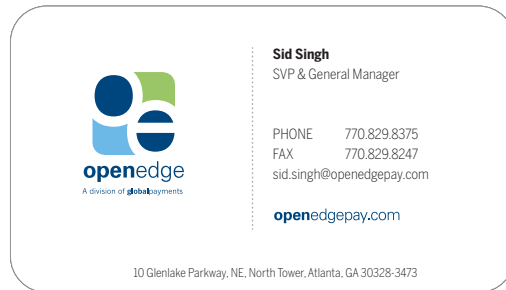 openedge
A division of globalpayments
Sid Singh
SVP & General Manager
PHONE 770.829.8375
FAX 770.829.8247
sid.singh@openedgepay.com
openedgepay.com
10 Glenlake Parkway, NE, North Tower, Atlanta, GA 30328-3473